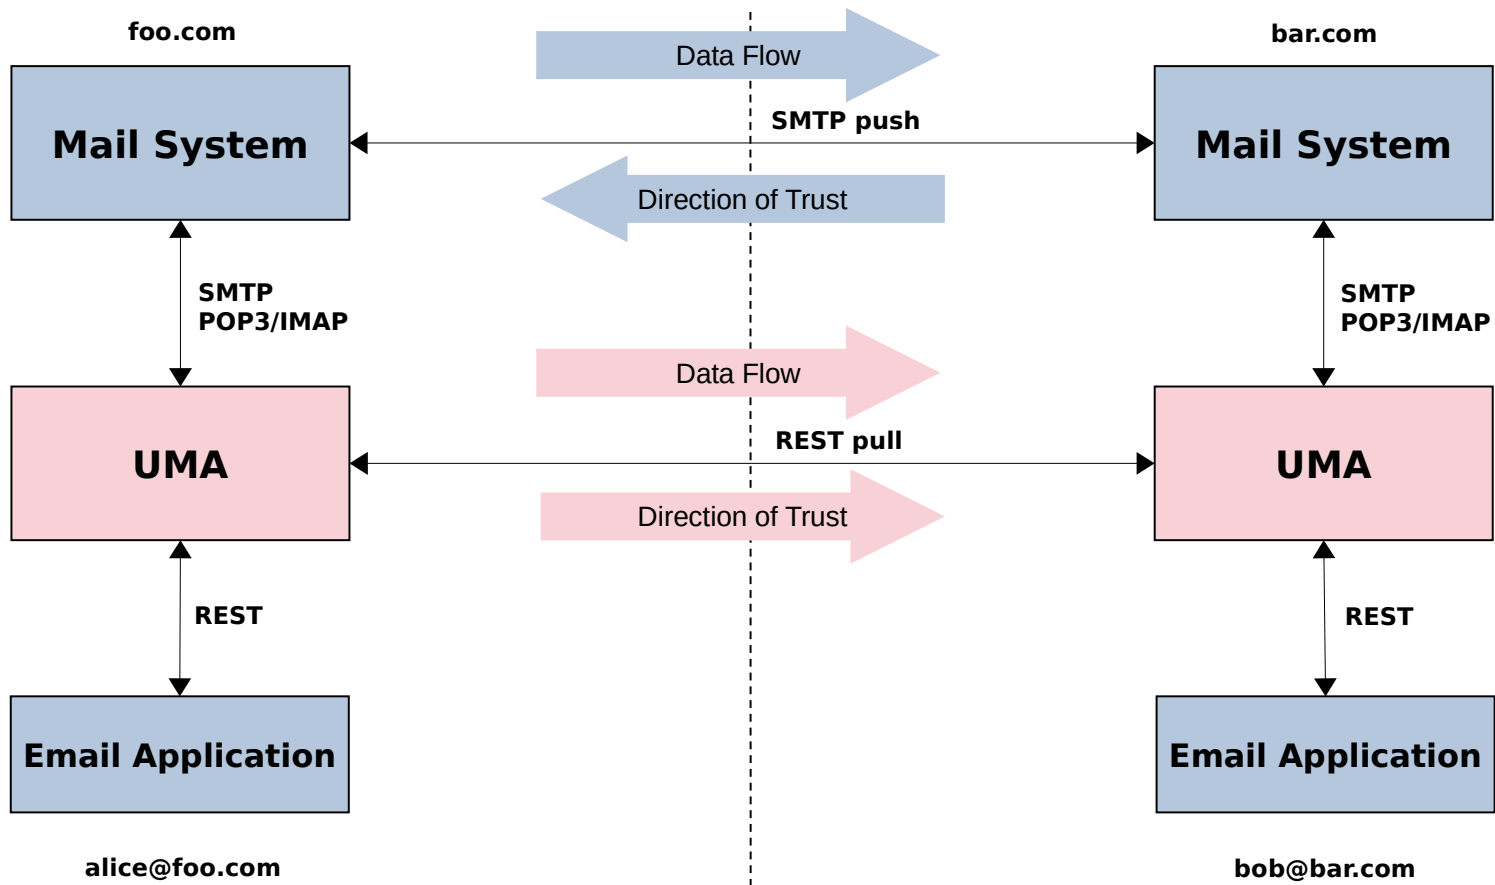 foo.com
bar.com
Data Flow
SMTP push
Mail System
Mail System
Direction of Trust
SMTP
POP3/IMAP
SMTP
POP3/IMAP
Data Flow
REST pull
UMA
UMA
Direction of Trust
REST
REST
Email Application
Email Application
alice@foo.com
bob@bar.com